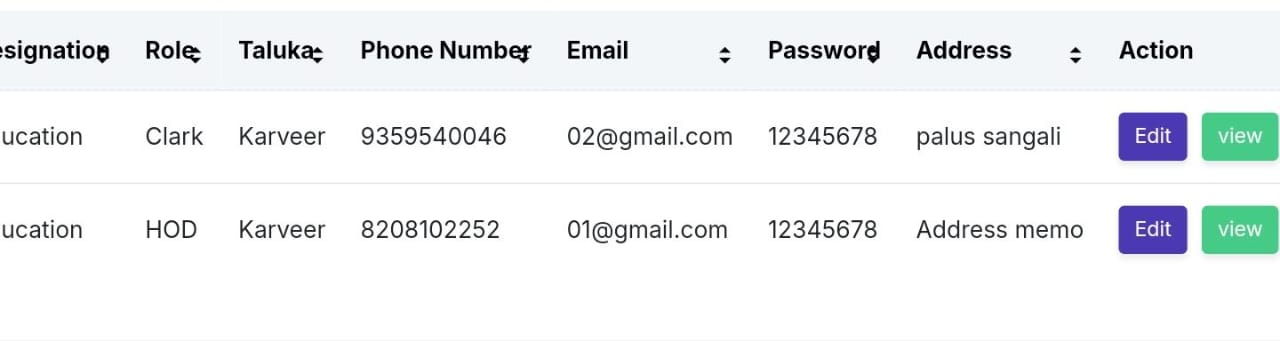 esignation Role Taluka Phone Number Email Password Address Action
ucation Clark Karveer 9359540046 02@gmail.com 12345678 palus sangali Edit view
ucation HOD Karveer 8208102252 01@gmail.com 12345678 Address memo Edit view